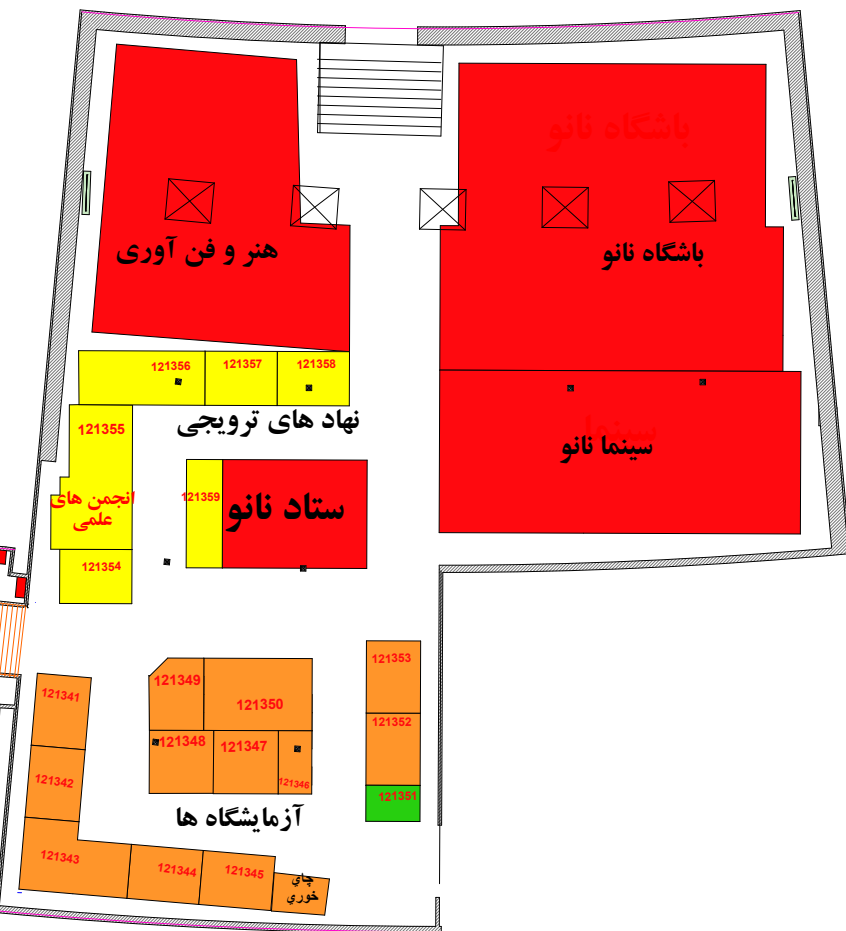 باشگاه نانو
هنر و فن آوری
باشگاه نانو
121356
121357
121358
نهاد های ترویجی
121355
سینما
سینما نانو
انجمن های
علمی
121359
ستاد نانو
121354
121353
121341
121349
121350
121352
121348
121347
121342
121346
121351
آزمایشگاه ها
121343
121344
121345
چاي
خوري